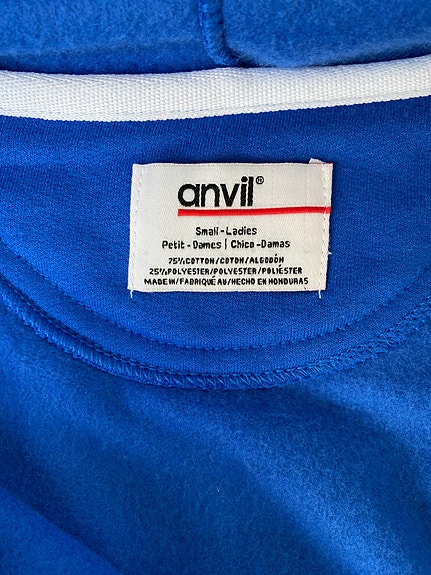 anvil®
Small-Ladies
Petit-Dames | Chico-Damas
75% COTTON/COTON/ALGODÓN
25% POLYESTER/POLYESTER/POLIÉSTER
MADE IN/FABRIQUÉ AU/HECHO EN HONDURAS